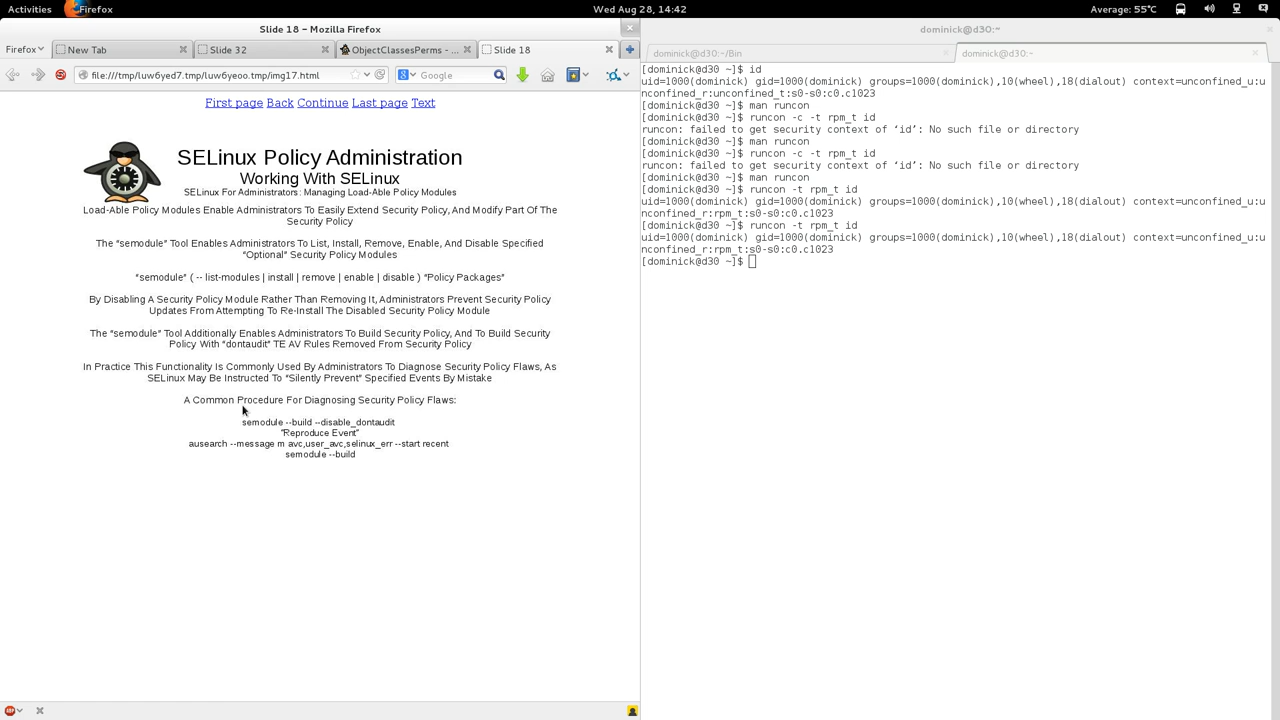 Activities Firefox Wed Aug 28, 14:42 Average: 55°C
Slide 18 - Mozilla Firefox
Firefox New Tab Slide 32 ObjectClassesPerms - ... Slide 18
file:///tmp/luw6yed7.tmp/luw6yeoo.tmp/img17.html Google
First page Back Continue Last page Text
SELinux Policy Administration
Working With SELinux
SELinux For Administrators: Managing Load-Able Policy Modules
Load-Able Policy Modules Enable Administrators To Easily Extend Security Policy, And Modify Part Of The
Security Policy
The “semodule” Tool Enables Administrators To List, Install, Remove, Enable, And Disable Specified
“Optional” Security Policy Modules
“semodule” ( -- list-modules | install | remove | enable | disable ) “Policy Packages”
By Disabling A Security Policy Module Rather Than Removing It, Administrators Prevent Security Policy
Updates From Attempting To Re-Install The Disabled Security Policy Module
The “semodule” Tool Additionally Enables Administrators To Build Security Policy, And To Build Security
Policy With “dontaudit” TE AV Rules Removed From Security Policy
In Practice This Functionality Is Commonly Used By Administrators To Diagnose Security Policy Flaws, As
SELinux May Be Instructed To “Silently Prevent” Specified Events By Mistake
A Common Procedure For Diagnosing Security Policy Flaws:
semodule --build --disable_dontaudit
“Reproduce Event”
ausearch --message m avc,user_avc,selinux_err --start recent
semodule --build
ABP
dominick@d30:~
dominick@d30:~/Bin dominick@d30:~
[dominick@d30 ~]$ id
uid=1000(dominick) gid=1000(dominick) groups=1000(dominick),10(wheel),18(dialout) context=unconfined_u:u
nconfined_r:unconfined_t:s0-s0:c0.c1023
[dominick@d30 ~]$ man runcon
[dominick@d30 ~]$ runcon -c -t rpm_t id
runcon: failed to get security context of ‘id’: No such file or directory
[dominick@d30 ~]$ man runcon
[dominick@d30 ~]$ runcon -c -t rpm_t id
runcon: failed to get security context of ‘id’: No such file or directory
[dominick@d30 ~]$ man runcon
[dominick@d30 ~]$ runcon -t rpm_t id
uid=1000(dominick) gid=1000(dominick) groups=1000(dominick),10(wheel),18(dialout) context=unconfined_u:u
nconfined_r:rpm_t:s0-s0:c0.c1023
[dominick@d30 ~]$ runcon -t rpm_t id
uid=1000(dominick) gid=1000(dominick) groups=1000(dominick),10(wheel),18(dialout) context=unconfined_u:u
nconfined_r:rpm_t:s0-s0:c0.c1023
[dominick@d30 ~]$